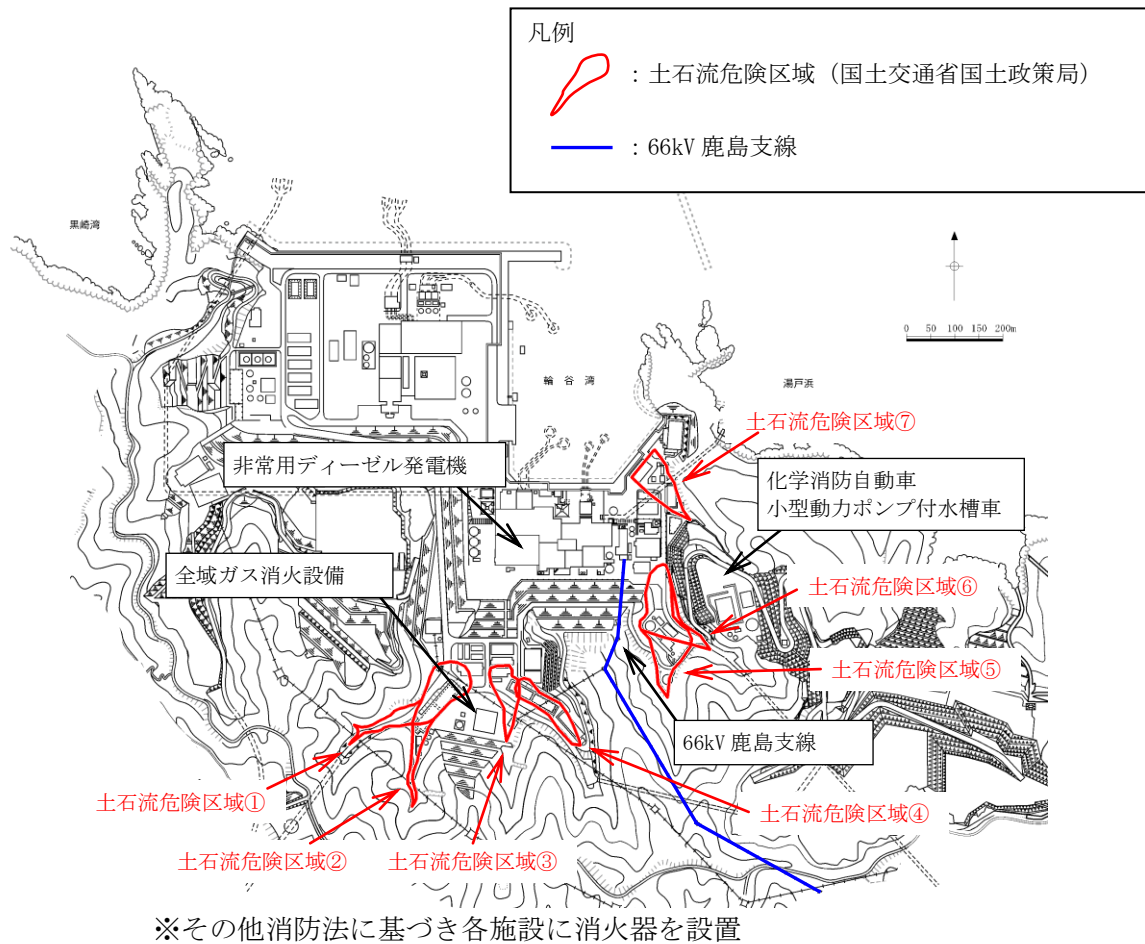 凡例
：土石流危険区域（国土交通省国土政策局）
：66kV 鹿島支線
黒崎湾
0 50 100 150 200m
輪谷湾
湯戸浜
土石流危険区域⑦
非常用ディーゼル発電機
化学消防自動車
小型動力ポンプ付水槽車
全域ガス消火設備
土石流危険区域⑥
土石流危険区域⑤
66kV 鹿島支線
土石流危険区域①
土石流危険区域④
土石流危険区域②
土石流危険区域③
※その他消防法に基づき各施設に消火器を設置